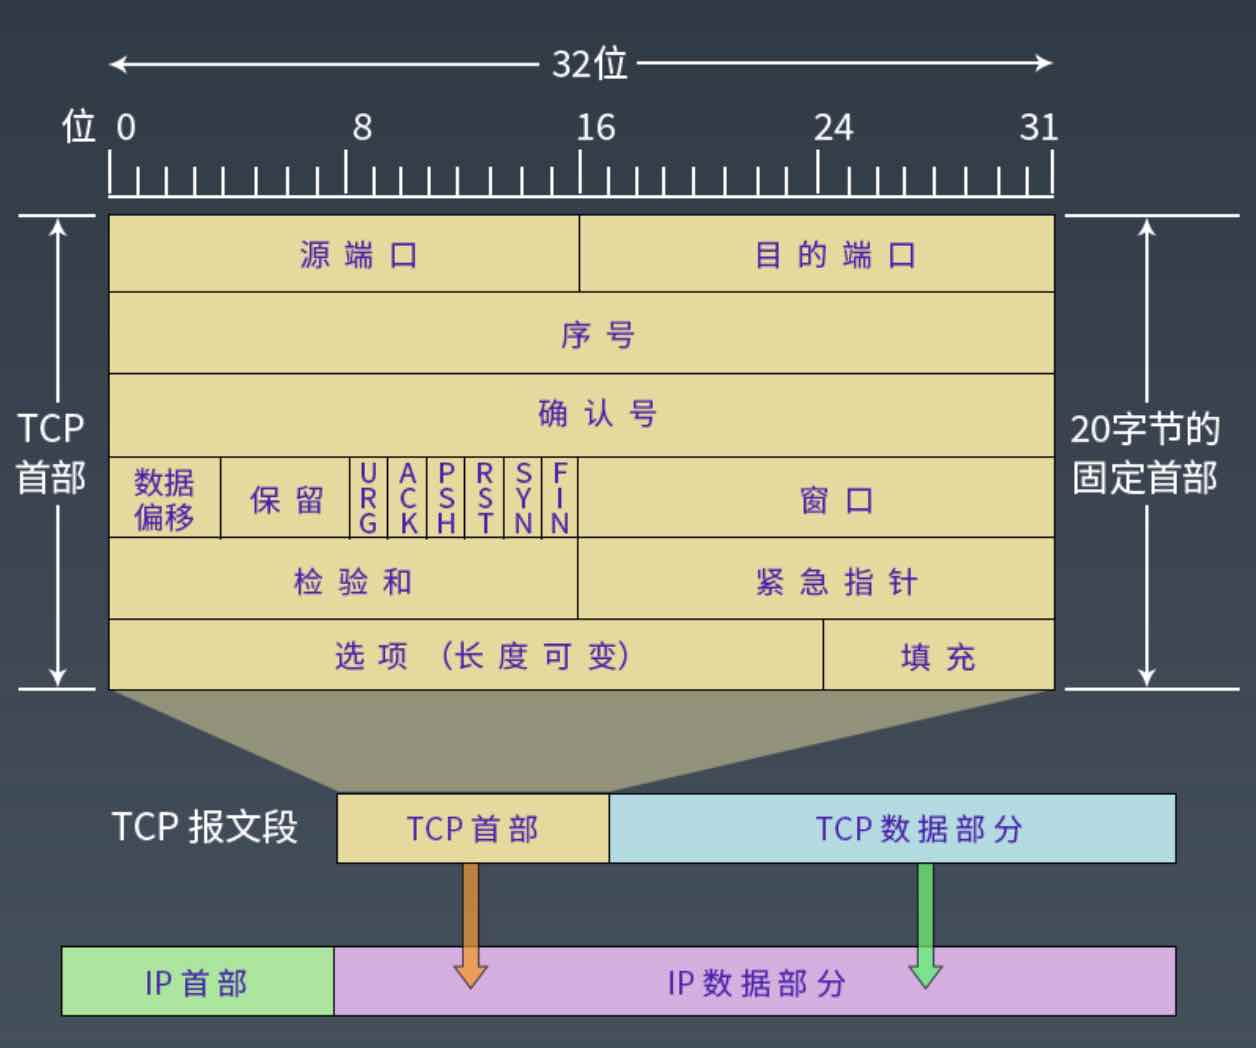 32位
位 0 8 16 24 31
源端口 目的端口
序号
确认号
TCP
首部
20字节的
固定首部
数据
偏移
保留
URG
ACK
PSH
RST
SYN
FIN
窗口
检验和 紧急指针
选项 (长度可变) 填充
TCP 报文段 TCP 首部 TCP 数据部分
IP 首部 IP 数据部分